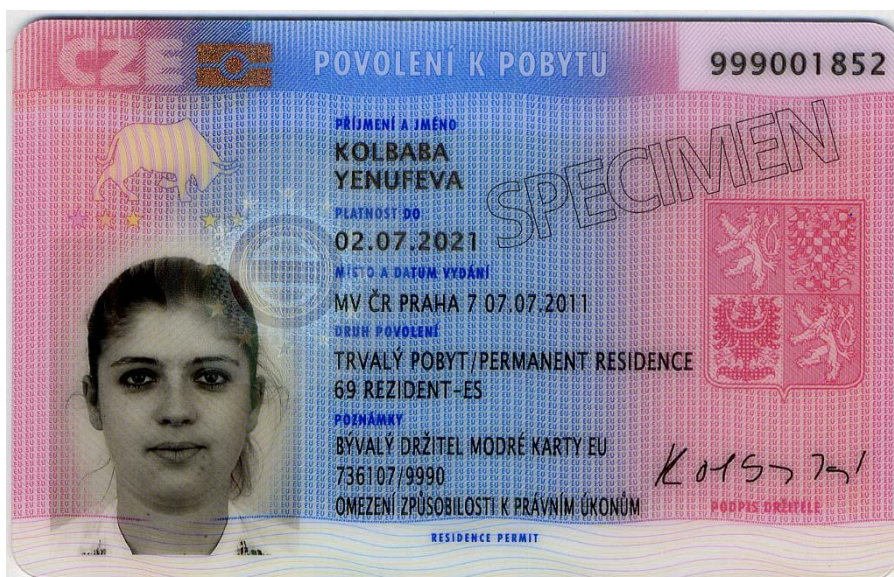 CZE POVOLENÍ K POBYTU 999001852
PŘÍJMENÍ A JMÉNO
KOLBABA
YENUFEVA
SPECIMEN
PLATNOST DO
02.07.2021
MÍSTO A DATUM VYDÁNÍ
MV ČR PRAHA 7 07.07.2011
DRUH POVOLENÍ
TRVALÝ POBYT/PERMANENT RESIDENCE
69 REZIDENT-ES
POZNÁMKY
BÝVALÝ DRŽITEL MODRÉ KARTY EU
736107/9990
OMEZENÍ ZPŮSOBILOSTI K PRÁVNÍM ÚKONŮM
PODPIS DRŽITELE
RESIDENCE PERMIT